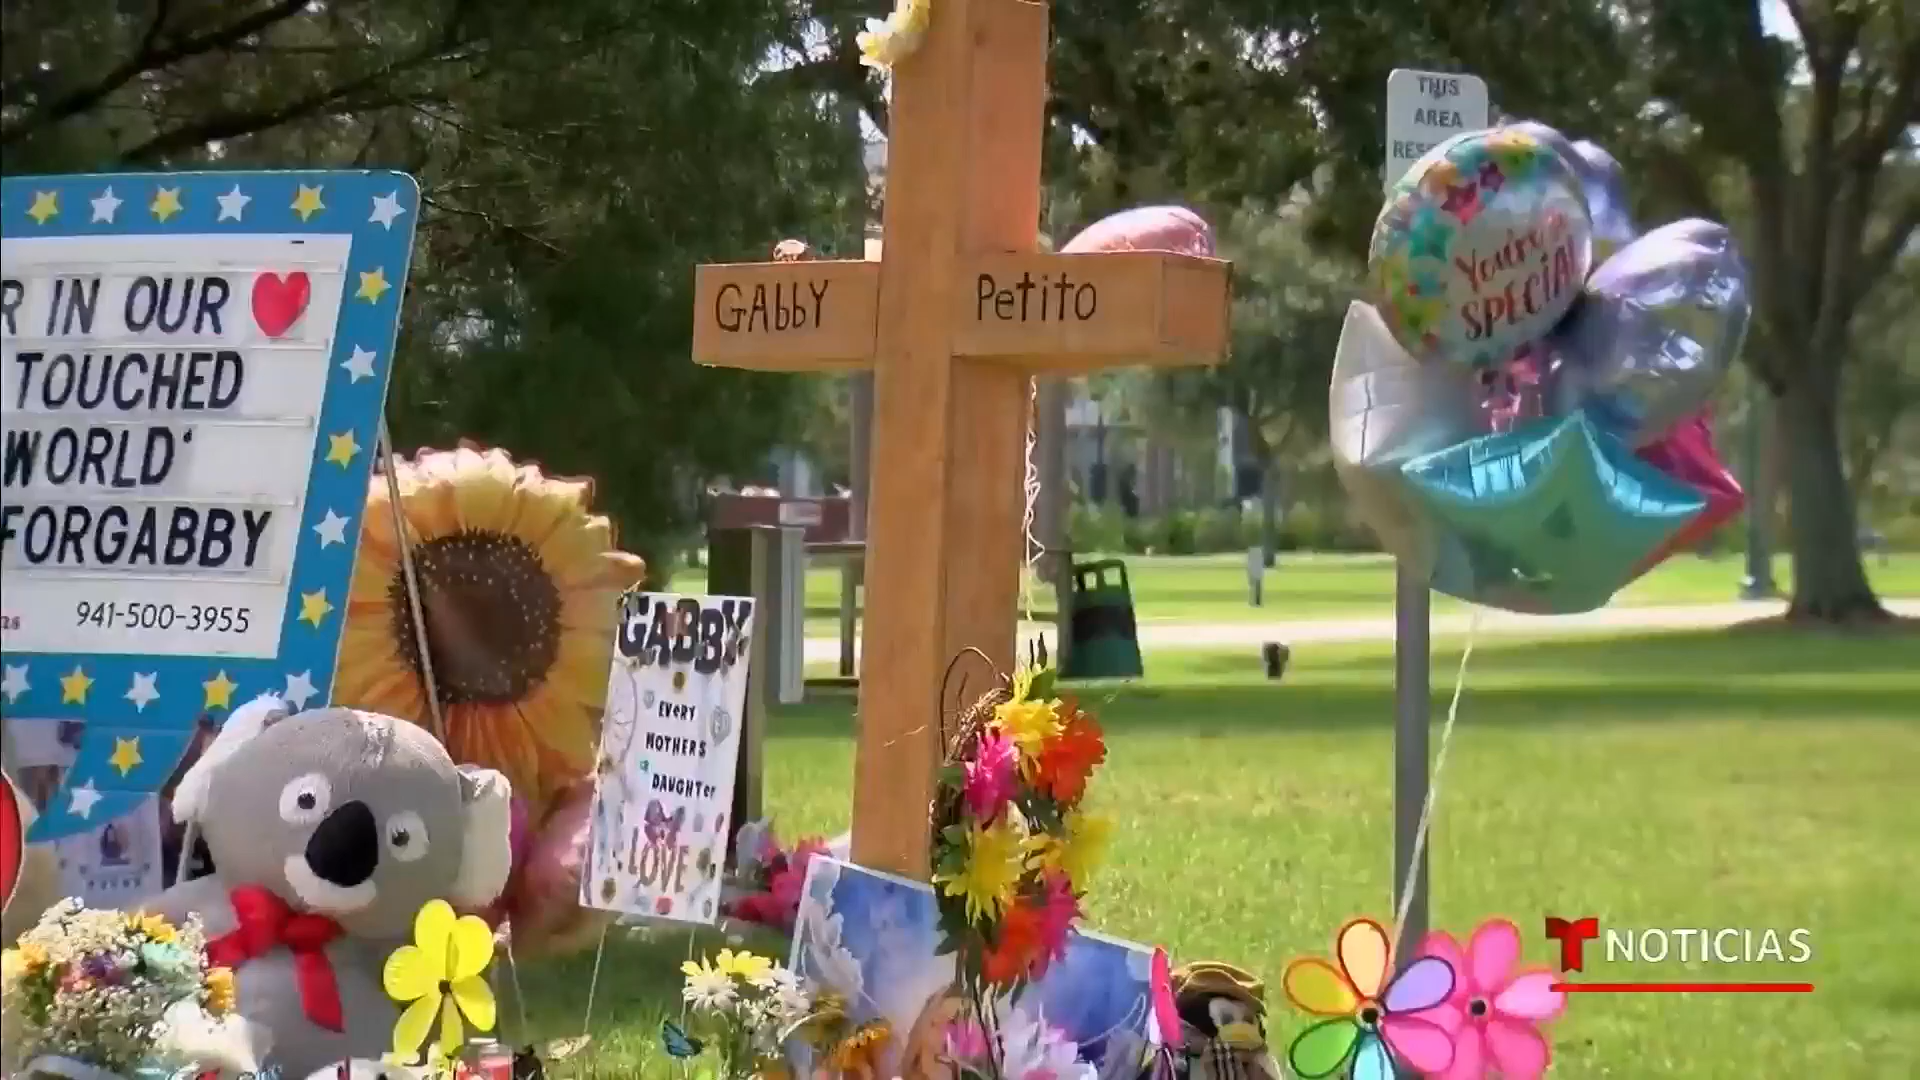 R IN OUR
TOUCHED
WORLD
FORGABBY
941-500-3955
GABBY
EVERY
MOTHERS
DAUGHTER
LOVE
GAbbY Petito
THIS
AREA
You're
SPECIAL
NOTICIAS